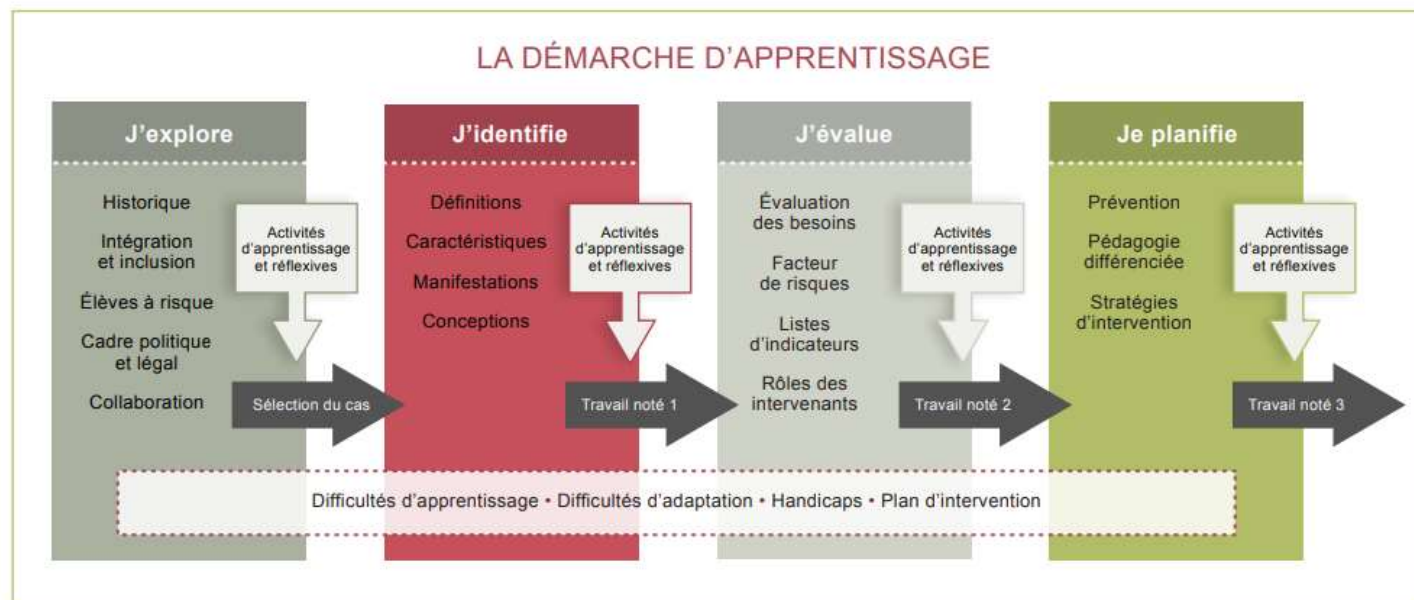 LA DÉMARCHE D'APPRENTISSAGE
J'explore
Historique
Intégration
et inclusion
Élèves à risque
Cadre politique
et légal
Collaboration
Activités
d'apprentissage
et réflexives
Sélection du cas
J'identifie
Définitions
Caractéristiques
Manifestations
Conceptions
Activités
d'apprentissage
et réflexives
Travail noté 1
J'évalue
Évaluation
des besoins
Facteur
de risques
Listes
d'indicateurs
Rôles des
intervenants
Activités
d'apprentissage
et réflexives
Travail noté 2
Je planifie
Prévention
Pédagogie
différenciée
Stratégies
d'intervention
Activités
d'apprentissage
et réflexives
Travail noté 3
Difficultés d'apprentissage • Difficultés d'adaptation • Handicaps • Plan d'intervention